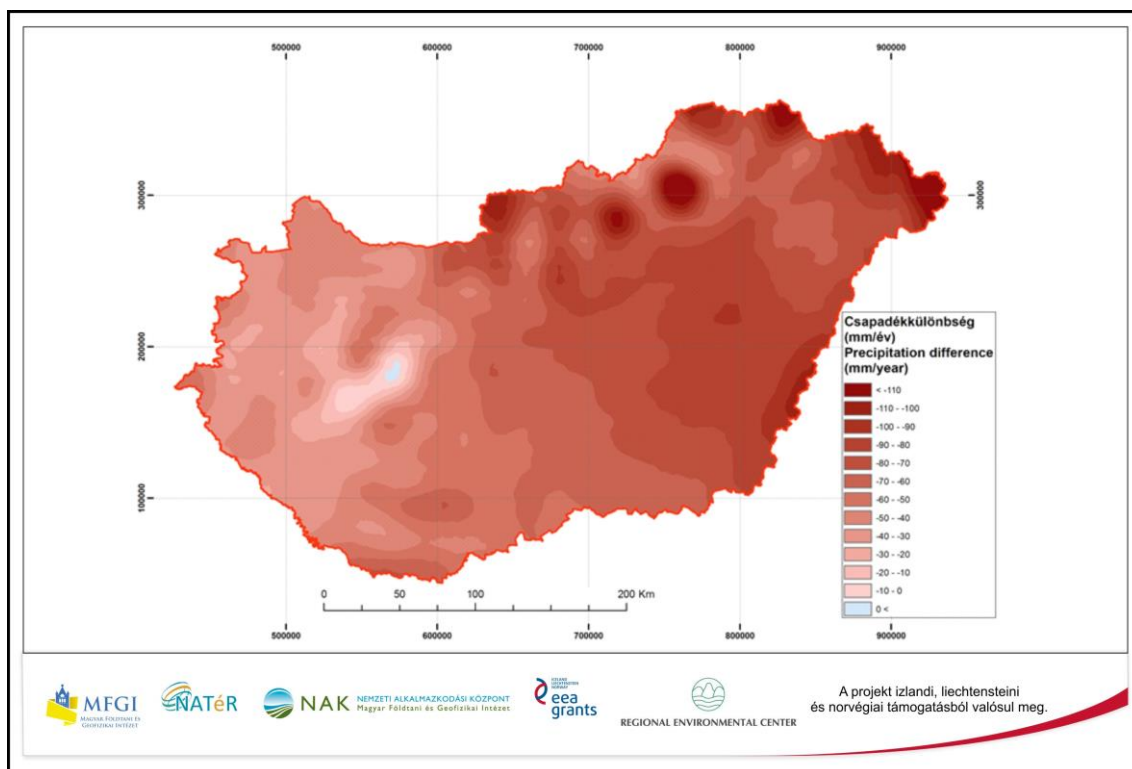 500000
600000
700000
800000
900000
300000
300000
200000
200000
100000
100000
Csapadékkülönbség
(mm/év)
Precipitation difference
(mm/year)
< -110
-110 - -100
-100 - -90
-90 - -80
-80 - -70
-70 - -60
-60 - -50
-50 - -40
-40 - -30
-30 - -20
-20 - -10
-10 - 0
0 <
0 50 100 200 Km
500000
600000
700000
800000
900000
MFGI
MAGYAR FÖLDTANI ÉS
GEOFIZIKAI INTÉZET
NATéR
NAK NEMZETI ALKALMAZKODÁSI KÖZPONT
Magyar Földtani és Geofizikai Intézet
ICELAND
LIECHTENSTEIN
NORWAY
eea
grants
REGIONAL ENVIRONMENTAL CENTER
A projekt izlandi, liechtensteini
és norvégiai támogatásból valósul meg.